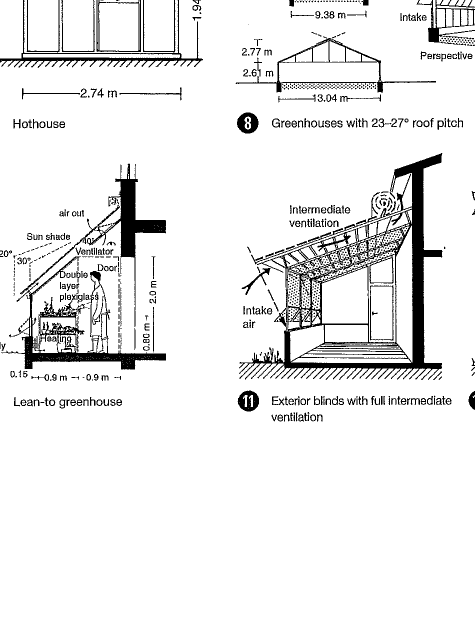 1.94
2.74 m
Hothouse
9.38 m
2.77 m
2.61 m
13.04 m
Intake
Perspective
8 Greenhouses with 23–27° roof pitch
air out
Sun shade
20°
30°
40°
Ventilator
Door
Double
layer
plexiglass
Heating
2.0 m
0.80 m
0.15
0.9 m
0.9 m
Lean-to greenhouse
Intermediate
ventilation
Intake
air
11 Exterior blinds with full intermediate
ventilation